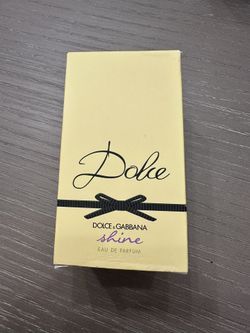 Dolce
DOLCE & GABBANA
shine
EAU DE PARFUM